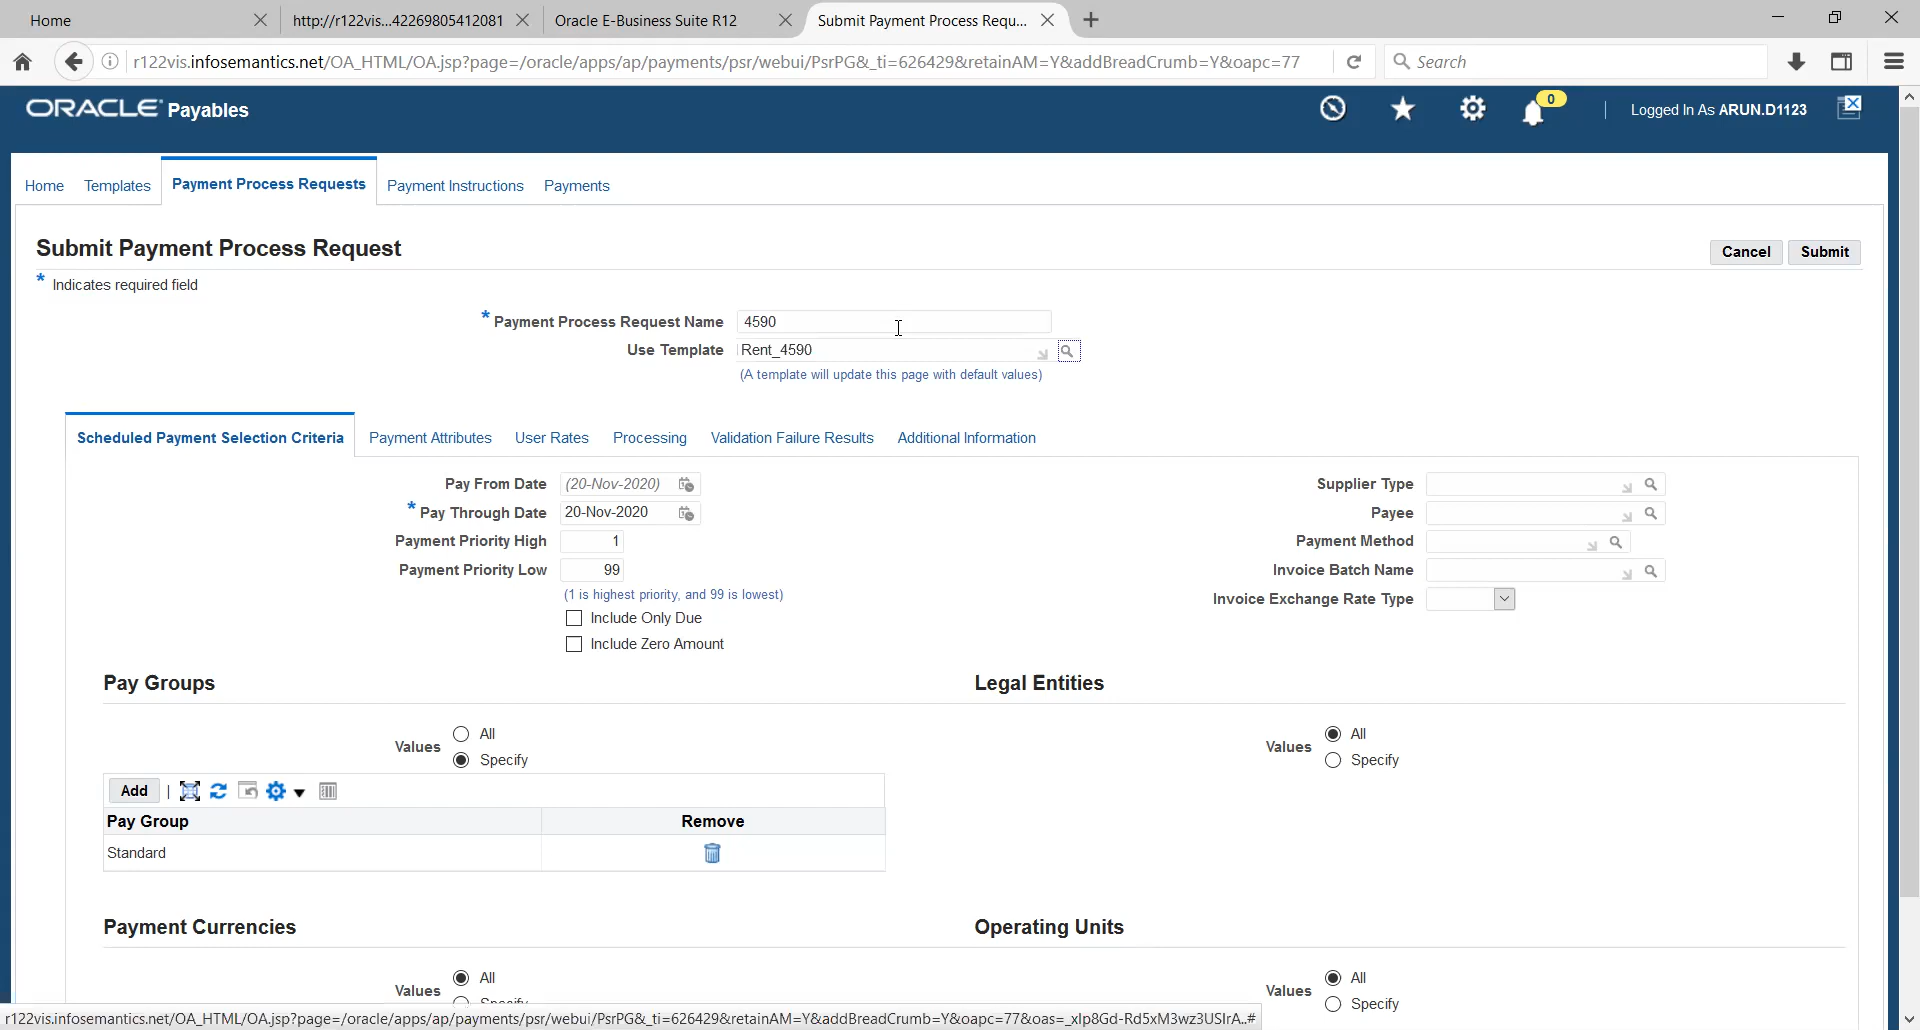 Home
http://r122vis...42269805412081
Oracle E-Business Suite R12
Submit Payment Process Requ...
r122vis.infosemantics.net/OA_HTML/OA.jsp?page=/oracle/apps/ap/payments/psr/webui/PsrPG&_ti=626429&retainAM=Y&addBreadCrumb=Y&oapc=77
Search
ORACLE Payables
0
Logged In As ARUN.D1123
Home
Templates
Payment Process Requests
Payment Instructions
Payments
Submit Payment Process Request
Cancel
Submit
* Indicates required field
* Payment Process Request Name 4590
Use Template Rent_4590
(A template will update this page with default values)
Scheduled Payment Selection Criteria
Payment Attributes
User Rates
Processing
Validation Failure Results
Additional Information
Pay From Date (20-Nov-2020)
* Pay Through Date 20-Nov-2020
Payment Priority High 1
Payment Priority Low 99
(1 is highest priority, and 99 is lowest)
Include Only Due
Include Zero Amount
Supplier Type
Payee
Payment Method
Invoice Batch Name
Invoice Exchange Rate Type
Pay Groups
Values
All
Specify
Add
Pay Group
Remove
Standard
Legal Entities
Values
All
Specify
Payment Currencies
Values
All
Specify
Operating Units
Values
All
Specify
r122vis.infosemantics.net/OA_HTML/OA.jsp?page=/oracle/apps/ap/payments/psr/webui/PsrPG&_ti=626429&retainAM=Y&addBreadCrumb=Y&oapc=77&oas=_xlp8Gd-Rd5xM3wz3USIrA..#